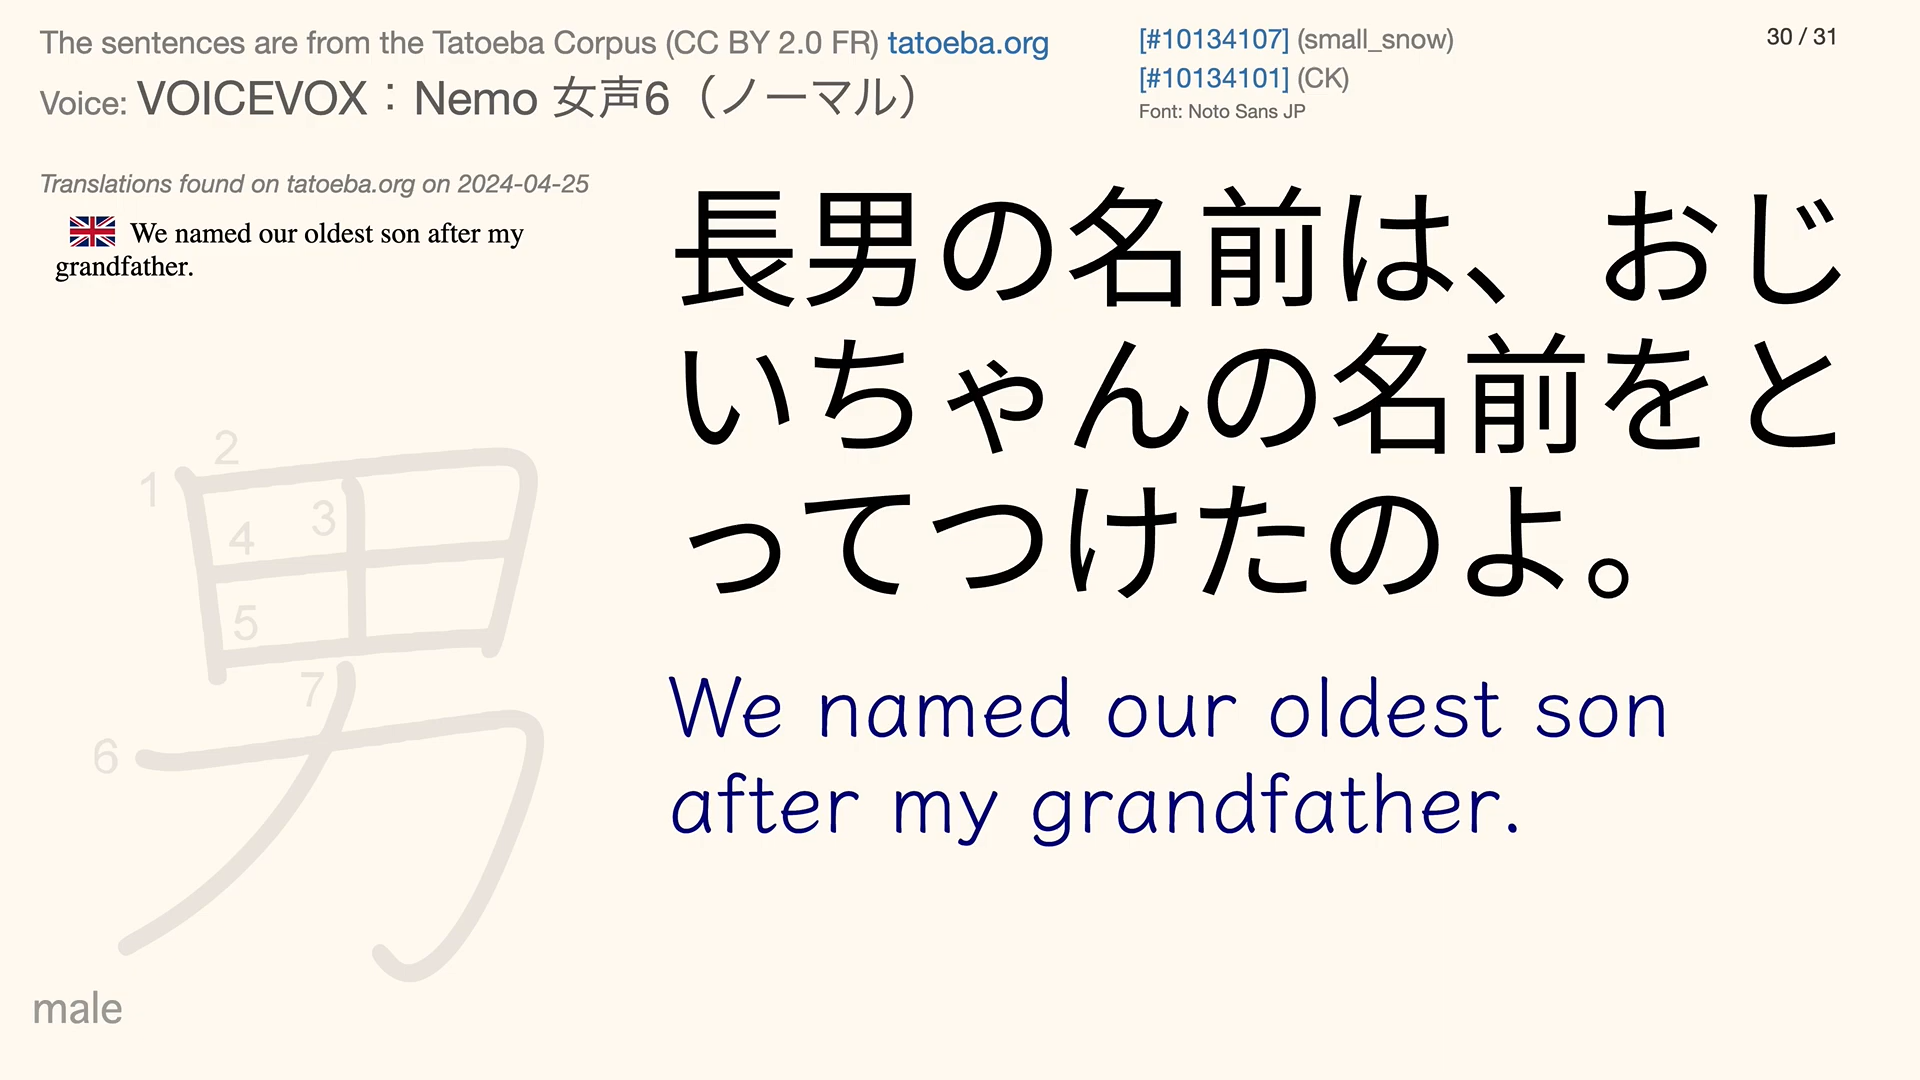 The sentences are from the Tatoeba Corpus (CC BY 2.0 FR) tatoeba.org
Voice: VOICEVOX：Nemo 女声6（ノーマル）
[#10134107] (small_snow)
[#10134101] (CK)
Font: Noto Sans JP
30 / 31
Translations found on tatoeba.org on 2024-04-25
We named our oldest son after my
grandfather.
長男の名前は、おじ
いちゃんの名前をと
ってつけたのよ。
We named our oldest son
after my grandfather.
男
1
2
3
4
5
6
7
male